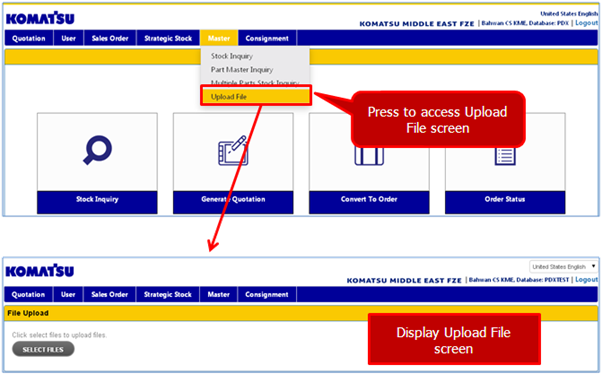 KOMATSU
United States English
KOMATSU MIDDLE EAST FZE | Bahwan CS KME, Database: PDX | Logout
Quotation User Sales Order Strategic Stock Master Consignment
Stock Inquiry
Part Master Inquiry
Multiple Parts Stock Inquiry
Upload File
Press to access Upload
File screen
Stock Inquiry Generate Quotation Convert To Order Order Status
KOMATSU
United States English
KOMATSU MIDDLE EAST FZE | Bahwan CS KME, Database: PDXTEST | Logout
Quotation User Sales Order Strategic Stock Master Consignment
File Upload
Click select files to upload files.
SELECT FILES
Display Upload File
screen